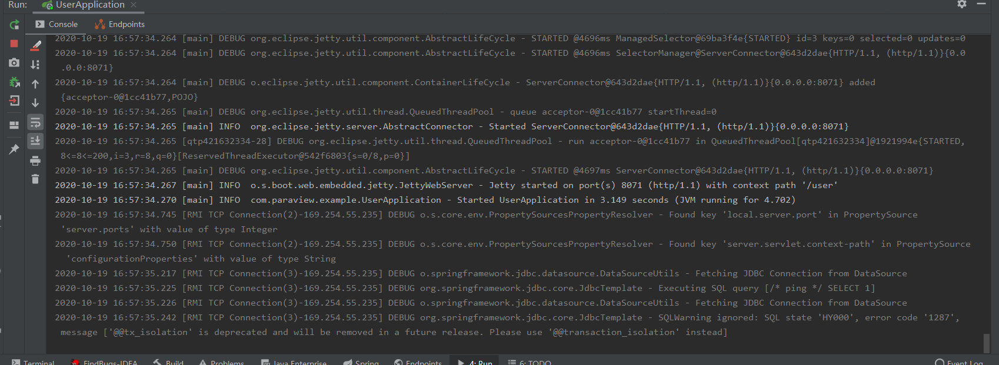 Run: UserApplication
Console Endpoints
2020-10-19 16:57:34.264 [main] DEBUG org.eclipse.jetty.util.component.AbstractLifeCycle - STARTED @4696ms ManagedSelector@69ba3f4e{STARTED} id=3 keys=0 selected=0 updates=0
2020-10-19 16:57:34.264 [main] DEBUG org.eclipse.jetty.util.component.AbstractLifeCycle - STARTED @4696ms SelectorManager@ServerConnector@643d2dae{HTTP/1.1, (http/1.1)}{0.0
.0.0:8071}
2020-10-19 16:57:34.264 [main] DEBUG o.eclipse.jetty.util.component.ContainerLifeCycle - ServerConnector@643d2dae{HTTP/1.1, (http/1.1)}{0.0.0.0:8071} added
{acceptor-0@1cc41b77,POJO}
2020-10-19 16:57:34.265 [main] DEBUG org.eclipse.jetty.util.thread.QueuedThreadPool - queue acceptor-0@1cc41b77 startThread=0
2020-10-19 16:57:34.265 [main] INFO  org.eclipse.jetty.server.AbstractConnector - Started ServerConnector@643d2dae{HTTP/1.1, (http/1.1)}{0.0.0.0:8071}
2020-10-19 16:57:34.265 [qtp421632334-28] DEBUG org.eclipse.jetty.util.thread.QueuedThreadPool - run acceptor-0@1cc41b77 in QueuedThreadPool[qtp421632334]@1921994e{STARTED,
8<=8<=200,i=3,r=8,q=0}[ReservedThreadExecutor@542f6803{s=0/8,p=0}]
2020-10-19 16:57:34.265 [main] DEBUG org.eclipse.jetty.util.component.AbstractLifeCycle - STARTED @4697ms ServerConnector@643d2dae{HTTP/1.1, (http/1.1)}{0.0.0.0:8071}
2020-10-19 16:57:34.267 [main] INFO  o.s.boot.web.embedded.jetty.JettyWebServer - Jetty started on port(s) 8071 (http/1.1) with context path '/user'
2020-10-19 16:57:34.270 [main] INFO  com.paraview.example.UserApplication - Started UserApplication in 3.149 seconds (JVM running for 4.702)
2020-10-19 16:57:34.745 [RMI TCP Connection(2)-169.254.55.235] DEBUG o.s.core.env.PropertySourcesPropertyResolver - Found key 'local.server.port' in PropertySource
'server.ports' with value of type Integer
2020-10-19 16:57:34.750 [RMI TCP Connection(2)-169.254.55.235] DEBUG o.s.core.env.PropertySourcesPropertyResolver - Found key 'server.servlet.context-path' in PropertySource
'configurationProperties' with value of type String
2020-10-19 16:57:35.217 [RMI TCP Connection(3)-169.254.55.235] DEBUG o.springframework.jdbc.datasource.DataSourceUtils - Fetching JDBC Connection from DataSource
2020-10-19 16:57:35.225 [RMI TCP Connection(3)-169.254.55.235] DEBUG org.springframework.jdbc.core.JdbcTemplate - Executing SQL query [/* ping */ SELECT 1]
2020-10-19 16:57:35.226 [RMI TCP Connection(3)-169.254.55.235] DEBUG o.springframework.jdbc.datasource.DataSourceUtils - Fetching JDBC Connection from DataSource
2020-10-19 16:57:35.242 [RMI TCP Connection(3)-169.254.55.235] DEBUG org.springframework.jdbc.core.JdbcTemplate - SQLWarning ignored: SQL state 'HY000', error code '1287',
message ['@@tx_isolation' is deprecated and will be removed in a future release. Please use '@@transaction_isolation' instead]
Terminal FindBugs-IDEA Build Problems Java Enterprise Spring Endpoints 4: Run 6: TODO Event Log